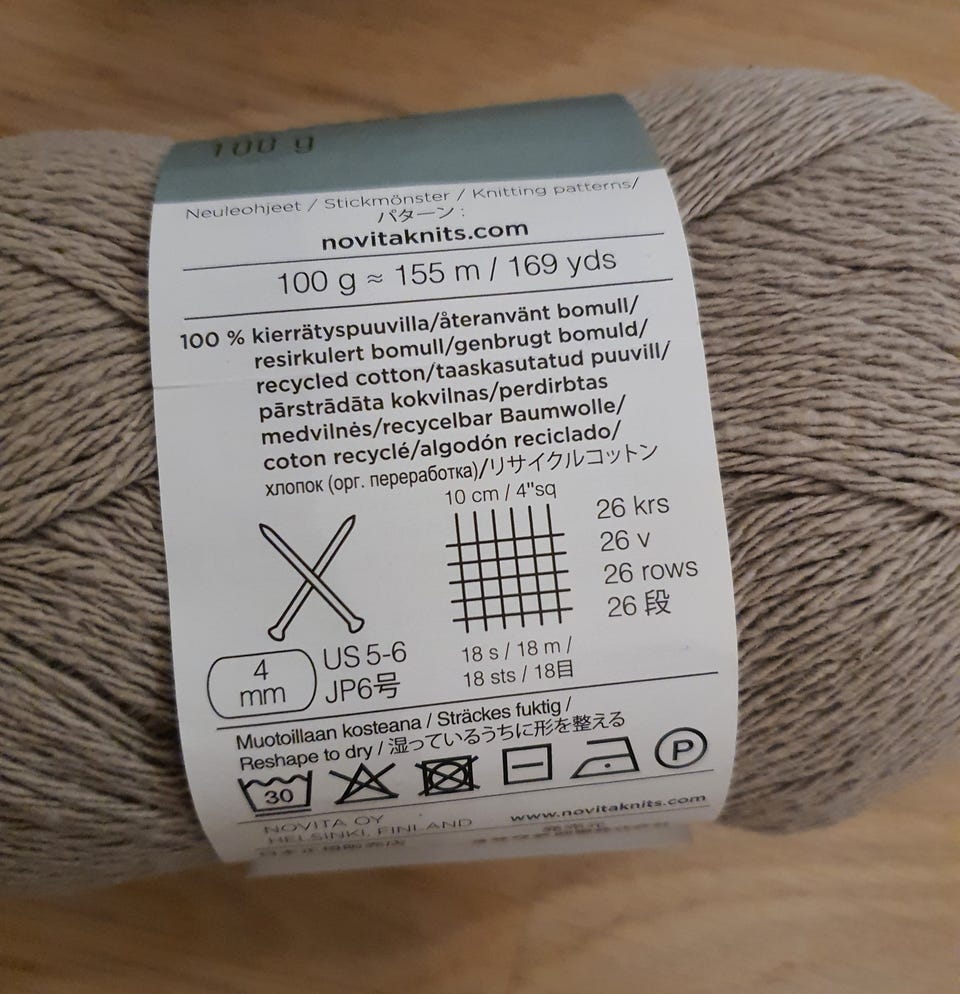 100 g
Neuleohjeet / Stickmönster / Knitting patterns/
パターン :
novitaknits.com
100 g ≈ 155 m / 169 yds
100 % kierrätyspuuvilla/återanvänt bomull/
resirkulert bomull/genbrugt bomuld/
recycled cotton/taaskasutatud puuvill/
pārstrādāta kokvilnas/perdirbtas
medvilnės/recycelbar Baumwolle/
coton recyclé/algodón reciclado/
хлопок (орг. переработка)/リサイクルコットン
10 cm / 4"sq
26 krs
26 v
26 rows
26 段
4
mm
US 5-6
JP6号
18 s / 18 m /
18 sts / 18目
Muotoillaan kosteana / Sträckes fuktig /
Reshape to dry / 湿っているうちに形を整える
30
P
NOVITA OY
HELSINKI, FINLAND
www.novitaknits.com